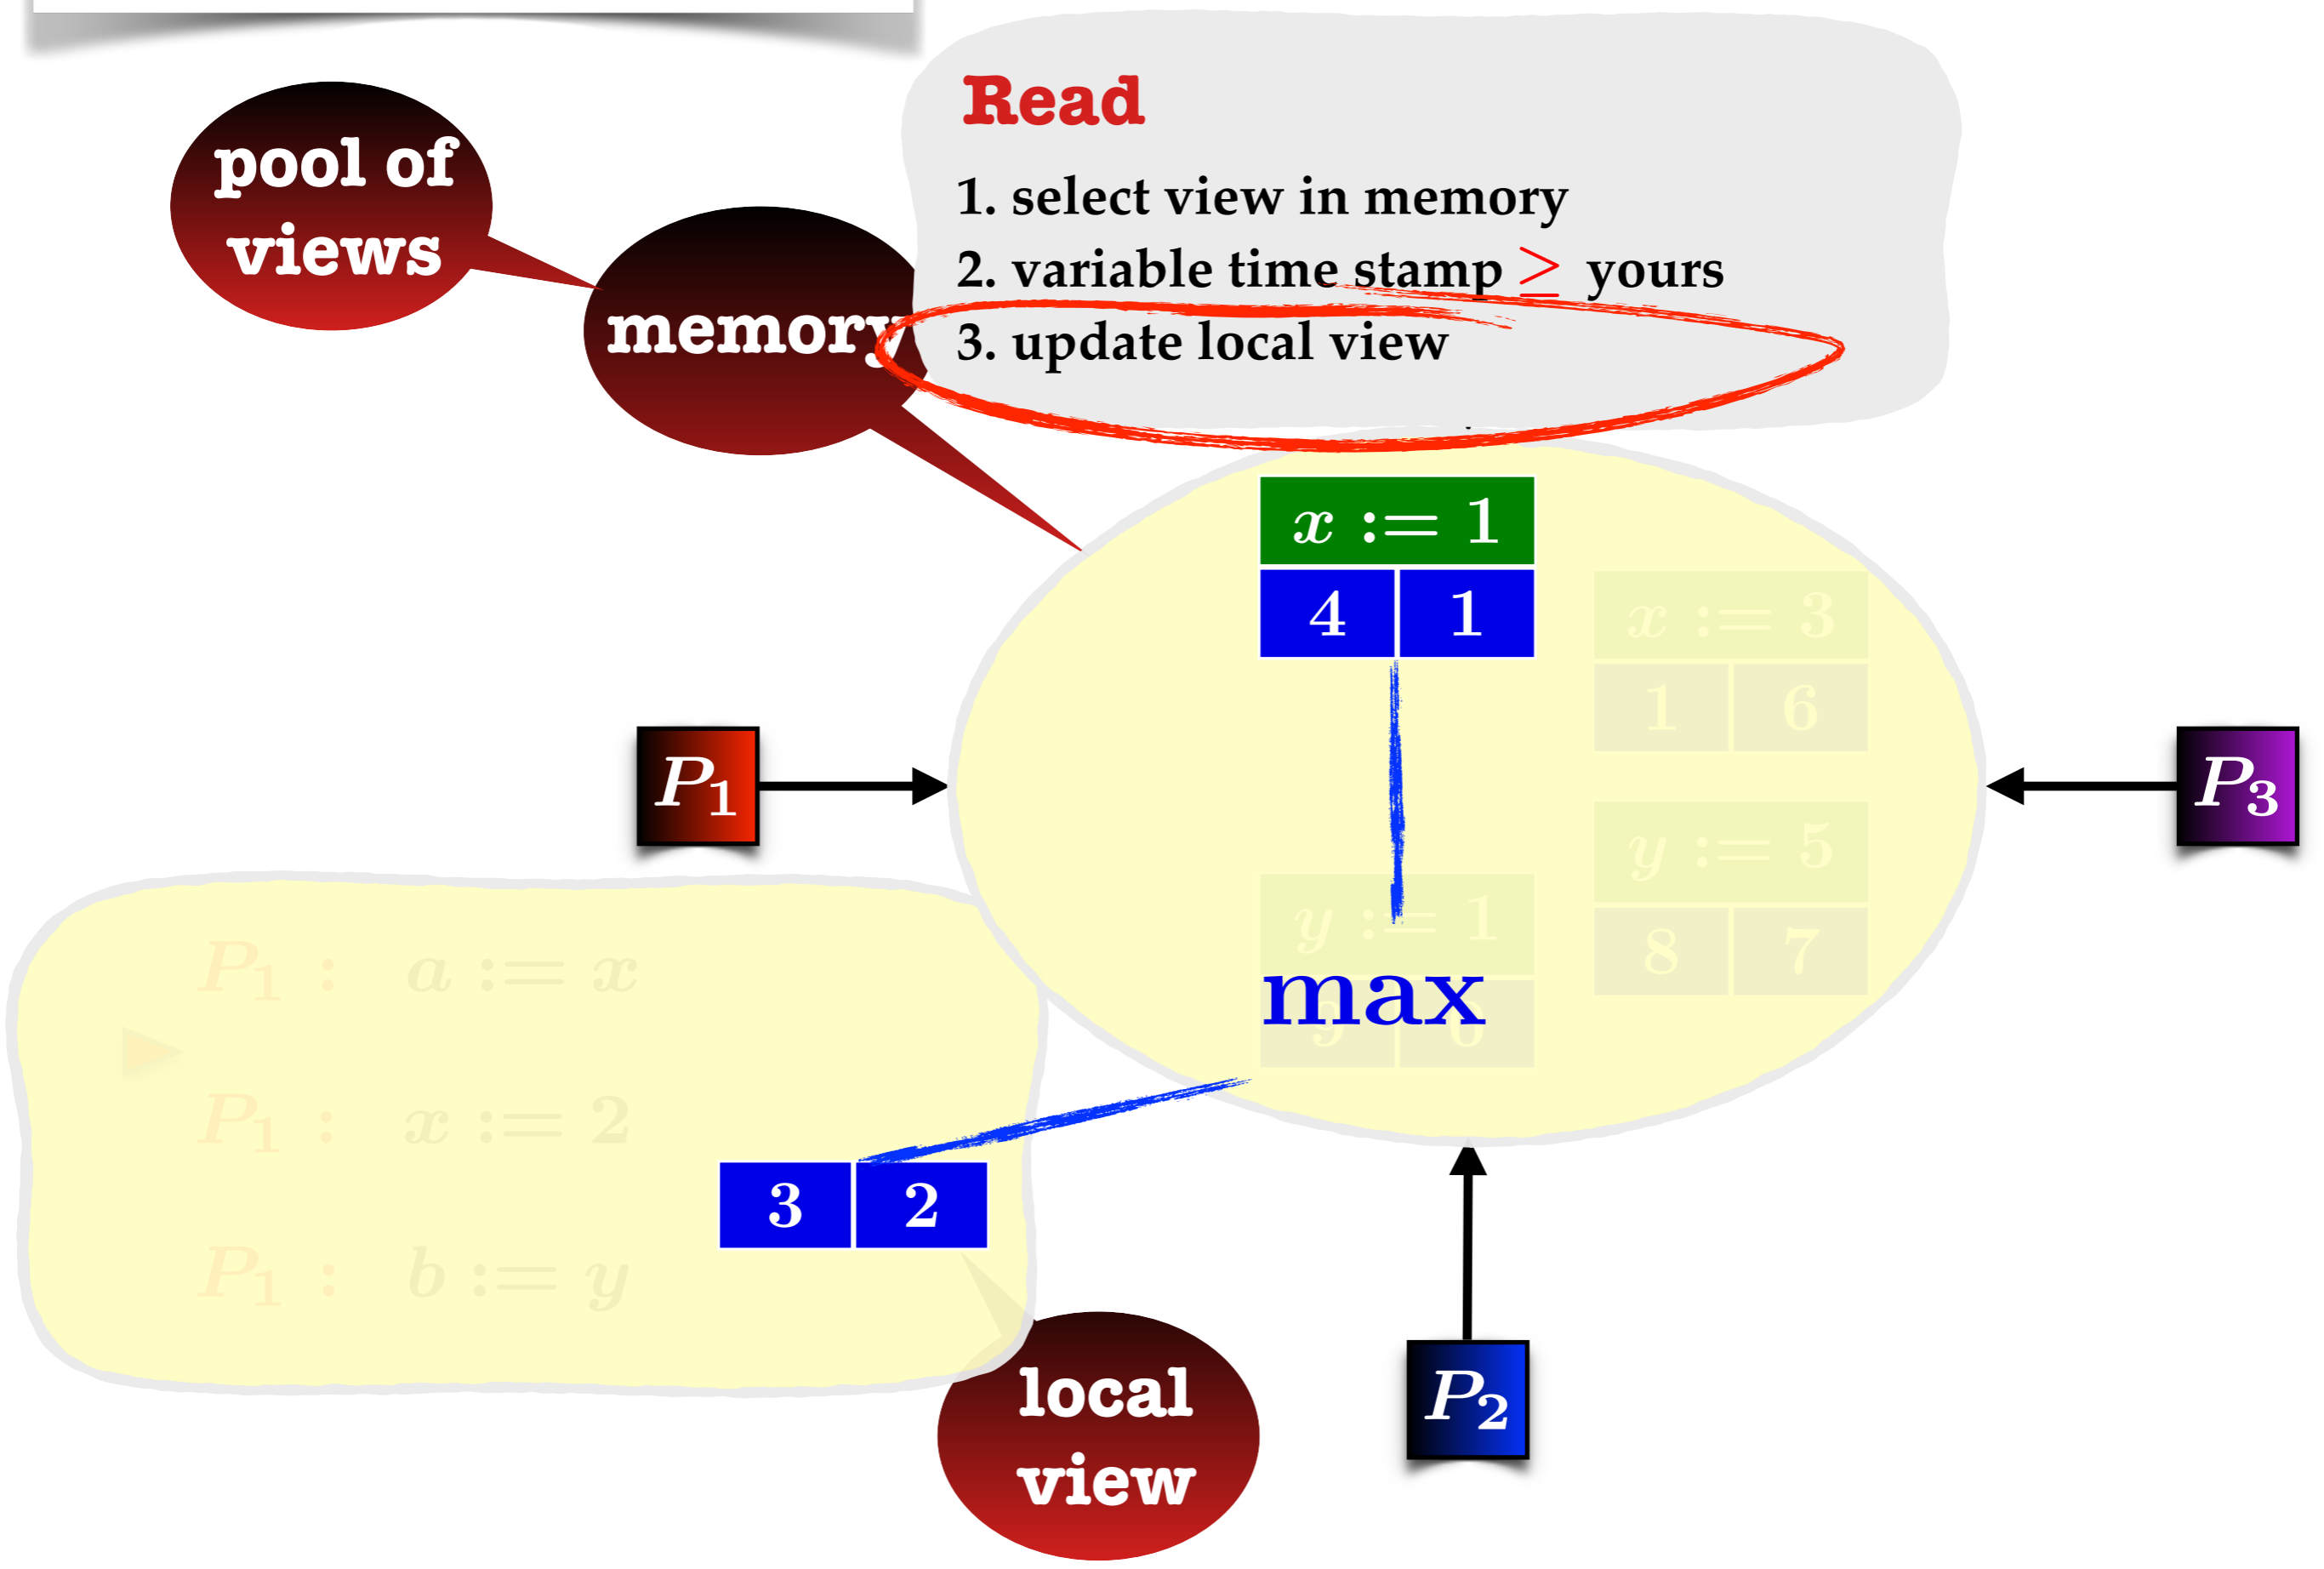 pool of
views
memory
Read
1. select view in memory
2. variable time stamp ≥ yours
3. update local view
x := 1
4 1
x := 3
1 6
P₁
P₃
y := 5
8 7
y := 1
max
P₁ : a := x
P₁ : x := 2
3 2
P₁ : b := y
local
view
P₂